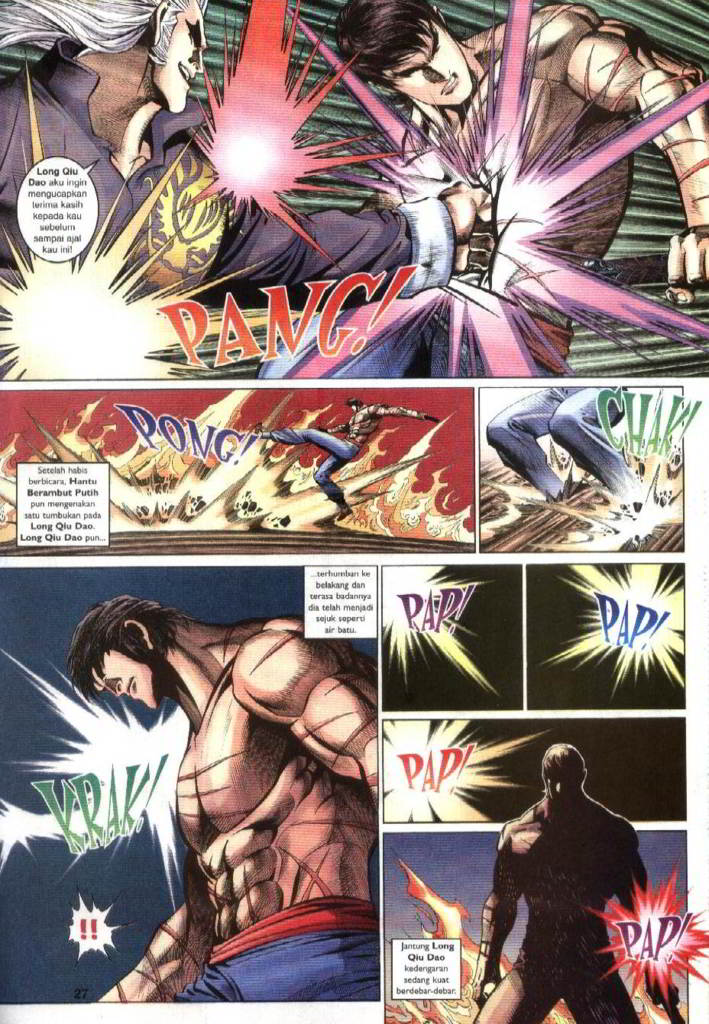 Long Qiu
Dao aku ingin
mengucapkan
terima kasih
kepada kau
sebelum
sampai ajal
kau ini!
PANG!
PONG!
Setelah habis
berbicara, Hantu
Berambut Putih
pun mengenakan
satu tumbukan pada
Long Qiu Dao.
Long Qiu Dao pun...
CHAK!
...terhumban ke
belakang dan
terasa badannya
dia telah menjadi
sejuk seperti
air batu.
KRAK!
!!
PAP!
PAP!
PAP!
PAP!
Jantung Long
Qiu Dao
kedengaran
sedang kuat
berdebar-debar.
27